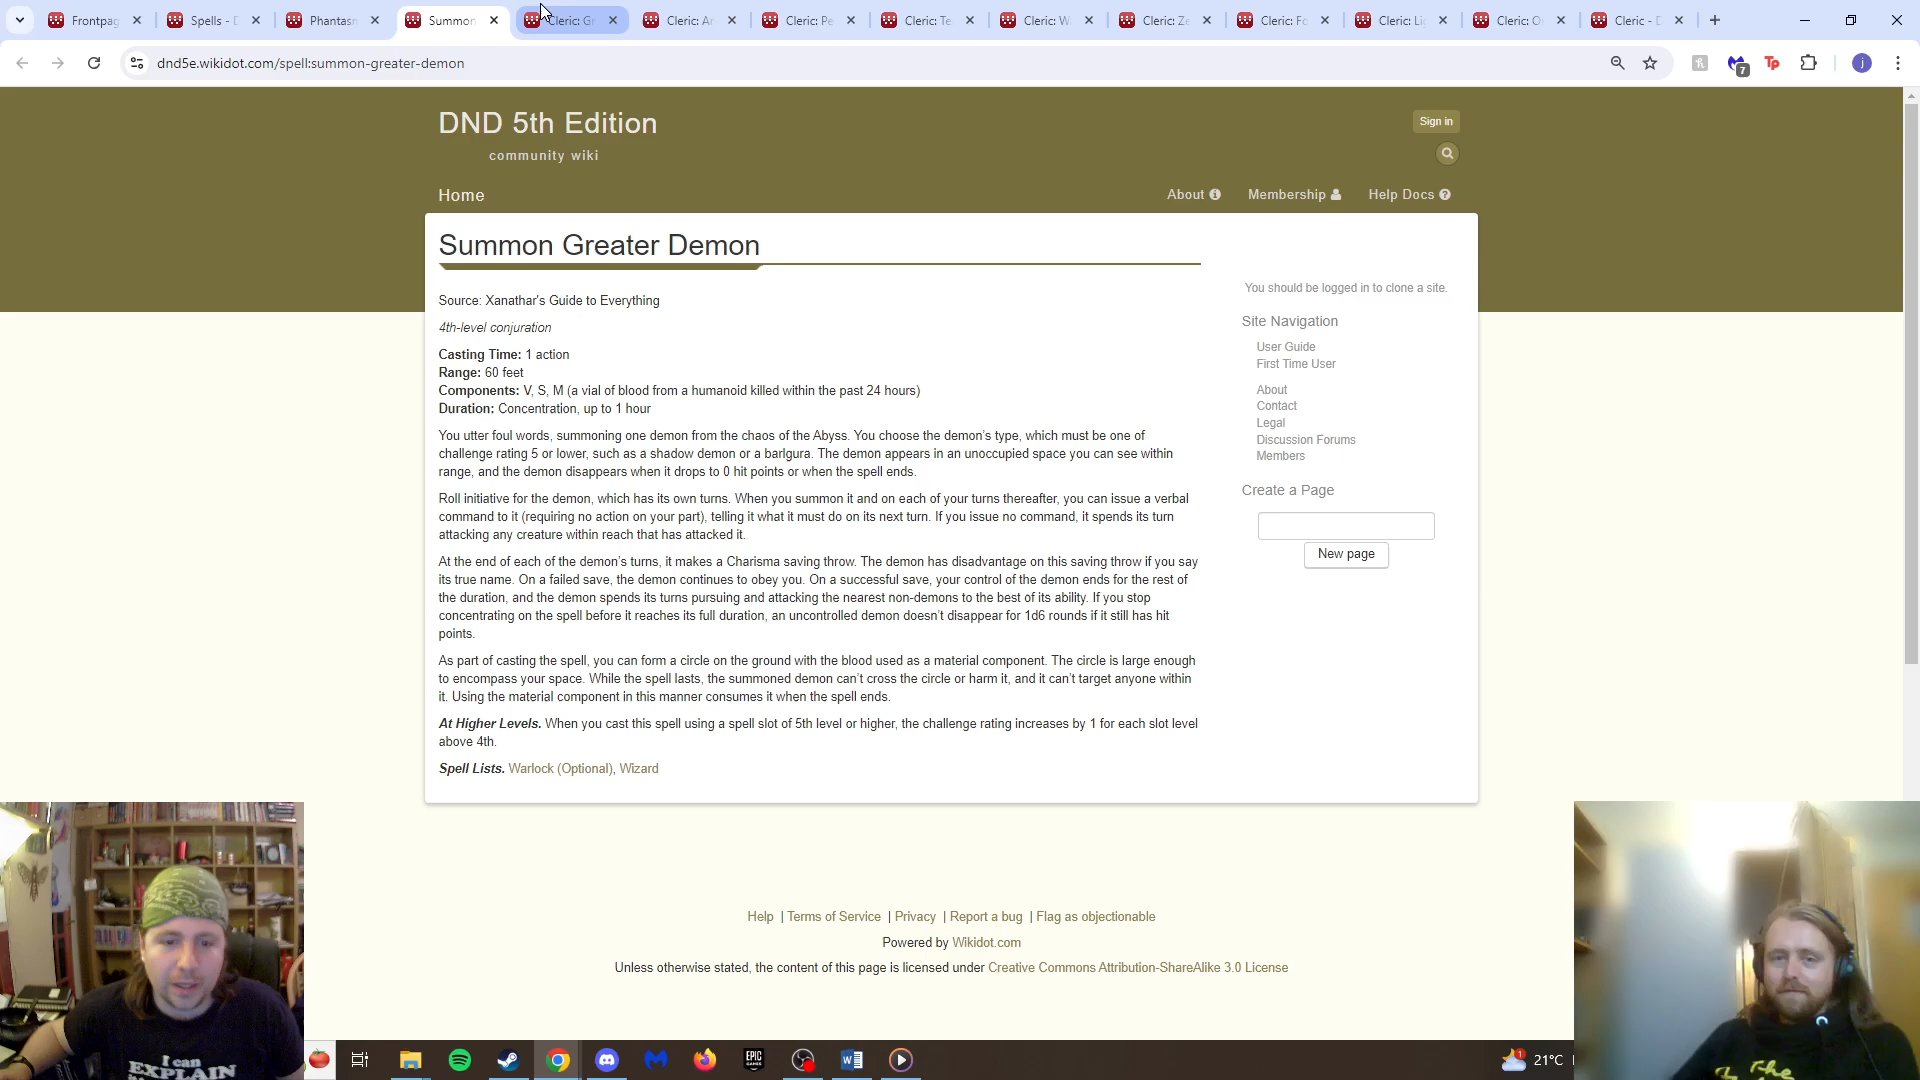 Frontpag
Spells - D
Phantasm
Summon
Cleric: Gr
Cleric: Ar
Cleric: Pe
Cleric: Te
Cleric: W
Cleric: Ze
Cleric: Fo
Cleric: Li
Cleric: O
Cleric - D
dnd5e.wikidot.com/spell:summon-greater-demon
7
j
DND 5th Edition
community wiki
Sign in
Home
About
Membership
Help Docs
Summon Greater Demon
Source: Xanathar's Guide to Everything
4th-level conjuration
Casting Time: 1 action
Range: 60 feet
Components: V, S, M (a vial of blood from a humanoid killed within the past 24 hours)
Duration: Concentration, up to 1 hour
You utter foul words, summoning one demon from the chaos of the Abyss. You choose the demon's type, which must be one of
challenge rating 5 or lower, such as a shadow demon or a barlgura. The demon appears in an unoccupied space you can see within
range, and the demon disappears when it drops to 0 hit points or when the spell ends.
Roll initiative for the demon, which has its own turns. When you summon it and on each of your turns thereafter, you can issue a verbal
command to it (requiring no action on your part), telling it what it must do on its next turn. If you issue no command, it spends its turn
attacking any creature within reach that has attacked it.
At the end of each of the demon's turns, it makes a Charisma saving throw. The demon has disadvantage on this saving throw if you say
its true name. On a failed save, the demon continues to obey you. On a successful save, your control of the demon ends for the rest of
the duration, and the demon spends its turns pursuing and attacking the nearest non-demons to the best of its ability. If you stop
concentrating on the spell before it reaches its full duration, an uncontrolled demon doesn't disappear for 1d6 rounds if it still has hit
points.
As part of casting the spell, you can form a circle on the ground with the blood used as a material component. The circle is large enough
to encompass your space. While the spell lasts, the summoned demon can't cross the circle or harm it, and it can't target anyone within
it. Using the material component in this manner consumes it when the spell ends.
At Higher Levels. When you cast this spell using a spell slot of 5th level or higher, the challenge rating increases by 1 for each slot level
above 4th.
Spell Lists. Warlock (Optional), Wizard
You should be logged in to clone a site.
Site Navigation
User Guide
First Time User
About
Contact
Legal
Discussion Forums
Members
Create a Page
New page
Help | Terms of Service | Privacy | Report a bug | Flag as objectionable
Powered by Wikidot.com
Unless otherwise stated, the content of this page is licensed under Creative Commons Attribution-ShareAlike 3.0 License
I can
EXPLAIN
The
EPIC
GAMES
1
21°C